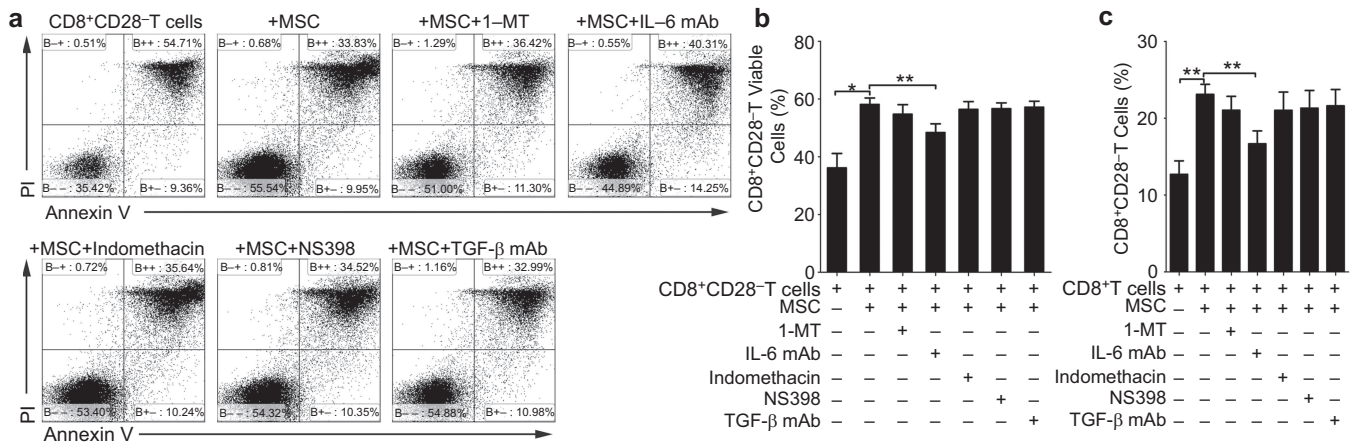 a
CD8+CD28–T cells
+MSC
+MSC+1–MT
+MSC+IL–6 mAb
B–+ : 0.51%
B++ : 54.71%
B–+ : 0.68%
B++ : 33.83%
B–+ : 1.29%
B++ : 36.42%
B–+ : 0.55%
B++ : 40.31%
B– – : 35.42%
B+– : 9.36%
B– – : 55.54%
B+– : 9.95%
B– – : 51.00%
B+– : 11.30%
B– – : 44.89%
B+– : 14.25%
PI
Annexin V
+MSC+Indomethacin
+MSC+NS398
+MSC+TGF-β mAb
B–+ : 0.72%
B++ : 35.64%
B–+ : 0.81%
B++ : 34.52%
B–+ : 1.16%
B++ : 32.99%
B– – : 53.40%
B+– : 10.24%
B– – : 54.32%
B+– : 10.35%
B– – : 54.88%
B+– : 10.98%
PI
Annexin V
b
CD8+CD28–T Viable
Cells (%)
80
60
40
20
0
*
**
CD8+CD28–T cells + + + + + + +
MSC – + + + + + +
1-MT – – + – – – –
IL-6 mAb – – – + – – –
Indomethacin – – – – + – –
NS398 – – – – – + –
TGF-β mAb – – – – – – +
c
CD8+CD28–T Cells (%)
30
20
10
0
**
**
CD8+T cells + + + + + + +
MSC – + + + + + +
1-MT – – + – – – –
IL-6 mAb – – – + – – –
Indomethacin – – – – + – –
NS398 – – – – – + –
TGF-β mAb – – – – – – +